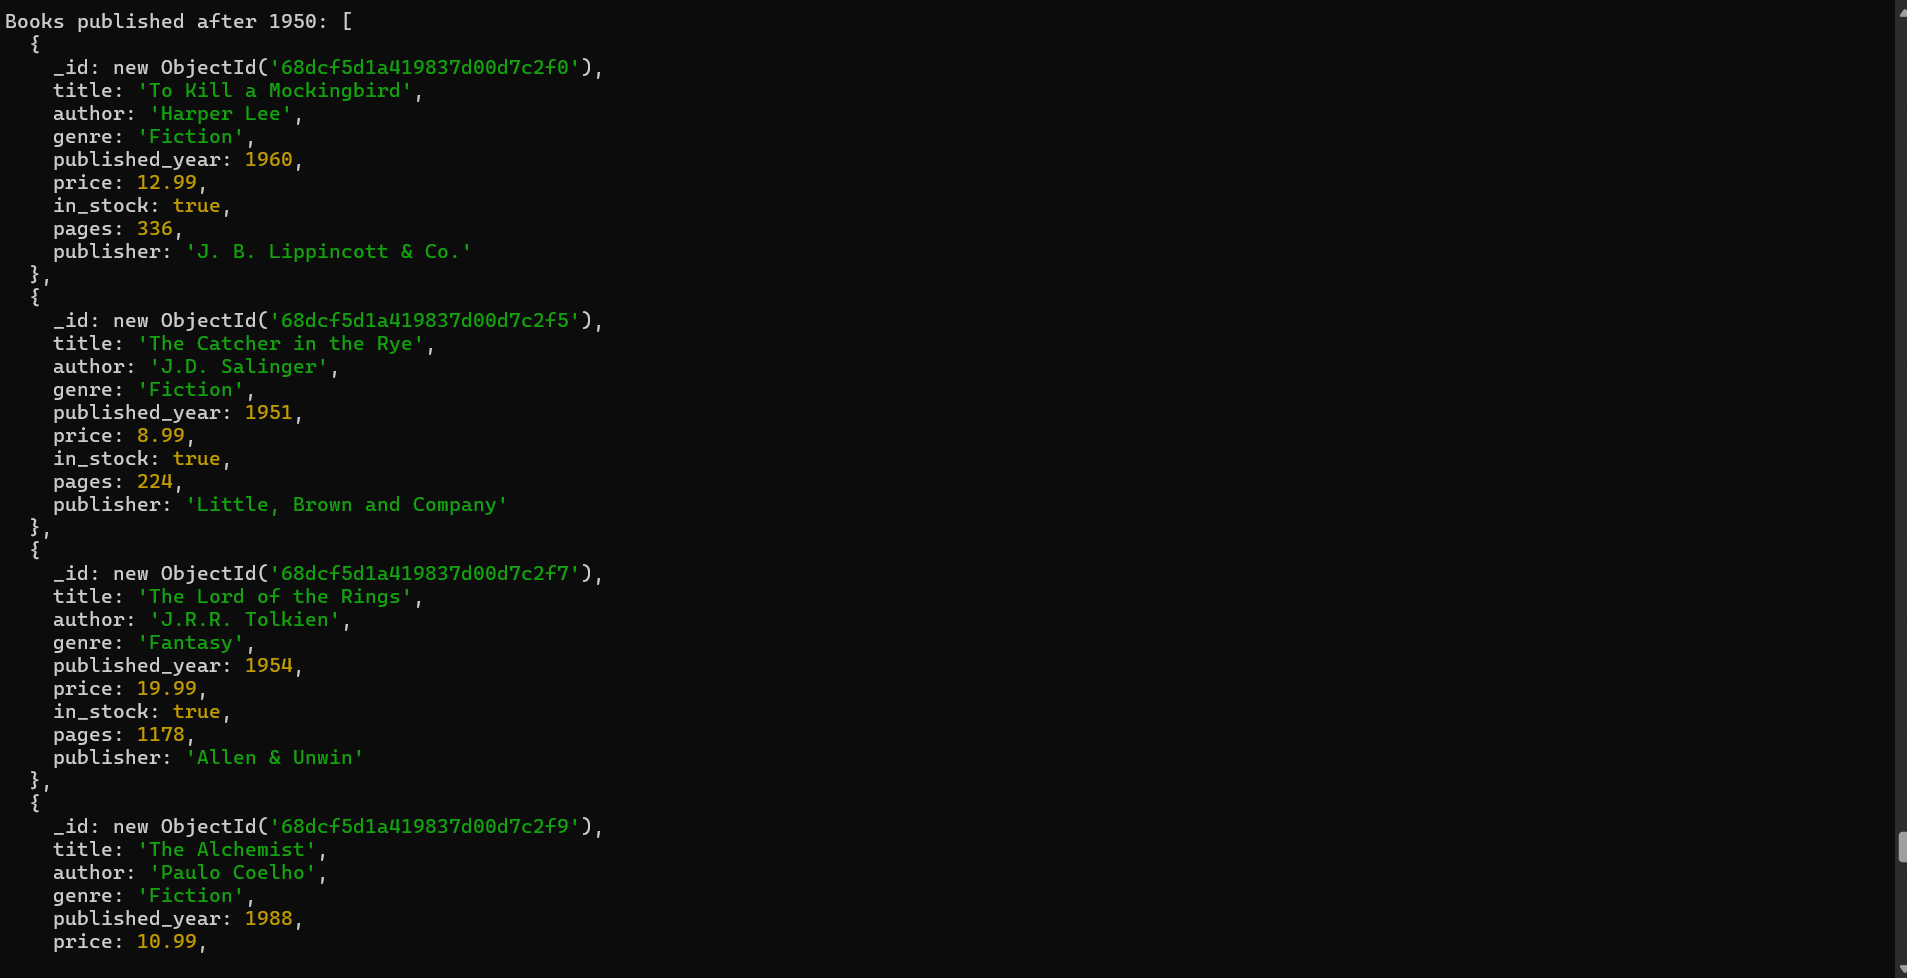 Books published after 1950: [
  {
    _id: new ObjectId('68dcf5d1a419837d00d7c2f0'),
    title: 'To Kill a Mockingbird',
    author: 'Harper Lee',
    genre: 'Fiction',
    published_year: 1960,
    price: 12.99,
    in_stock: true,
    pages: 336,
    publisher: 'J. B. Lippincott & Co.'
  },
  {
    _id: new ObjectId('68dcf5d1a419837d00d7c2f5'),
    title: 'The Catcher in the Rye',
    author: 'J.D. Salinger',
    genre: 'Fiction',
    published_year: 1951,
    price: 8.99,
    in_stock: true,
    pages: 224,
    publisher: 'Little, Brown and Company'
  },
  {
    _id: new ObjectId('68dcf5d1a419837d00d7c2f7'),
    title: 'The Lord of the Rings',
    author: 'J.R.R. Tolkien',
    genre: 'Fantasy',
    published_year: 1954,
    price: 19.99,
    in_stock: true,
    pages: 1178,
    publisher: 'Allen & Unwin'
  },
  {
    _id: new ObjectId('68dcf5d1a419837d00d7c2f9'),
    title: 'The Alchemist',
    author: 'Paulo Coelho',
    genre: 'Fiction',
    published_year: 1988,
    price: 10.99,